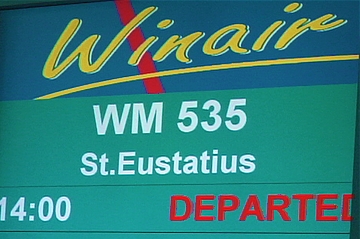 Winair
WM 535
St.Eustatius
14:00 DEPARTED